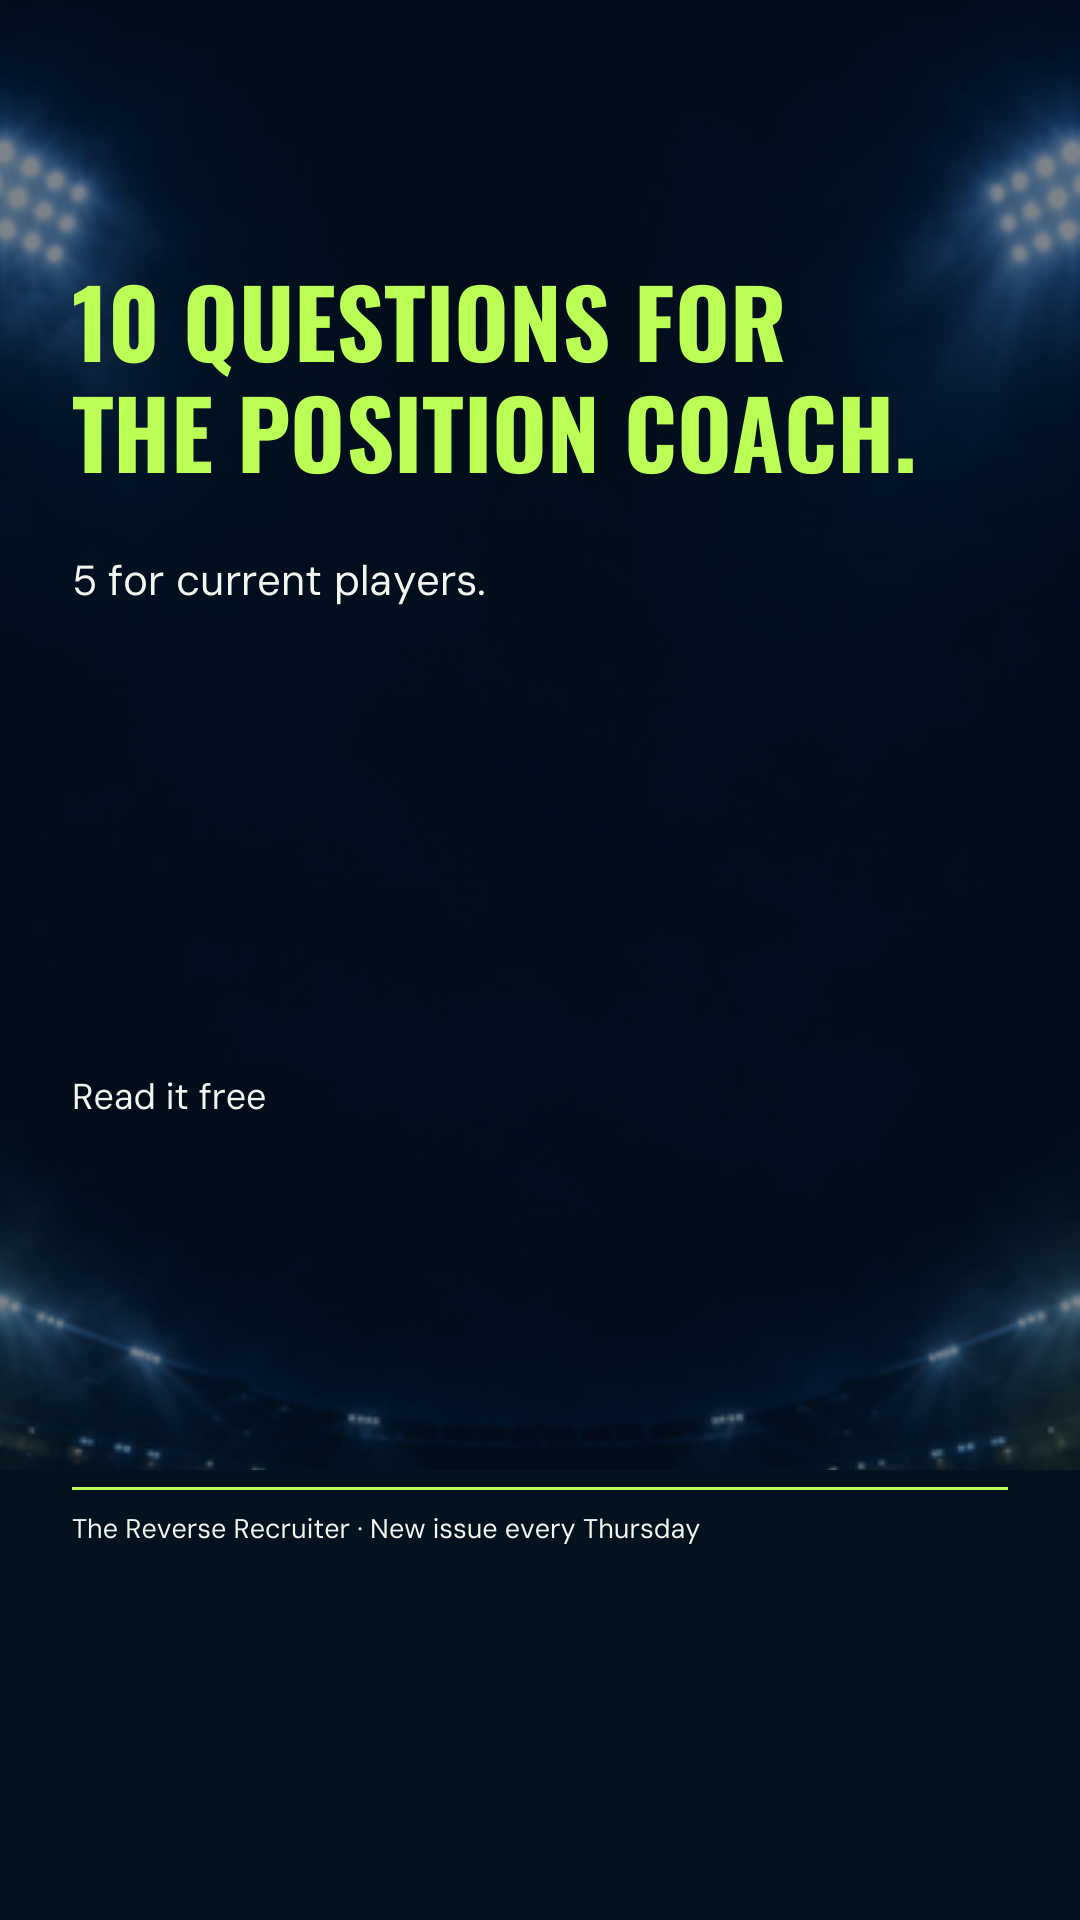 10 QUESTIONS FOR
THE POSITION COACH.
5 for current players.
Read it free
The Reverse Recruiter · New issue every Thursday